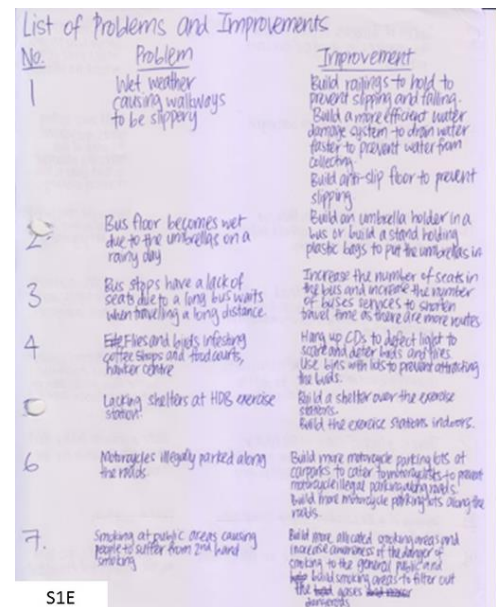 List of Problems and Improvements
No. Problem Improvement
1 Wet weather
causing walkways
to be slippery
Build railings to hold to
prevent slipping and falling.
Build a more efficient water
damage system to drain water
faster to prevent water from
collecting.
Build anti-slip floor to prevent
slipping
2. Bus floor becomes wet
due to the umbrellas on a
rainy day
Build an umbrella holder in a
bus or build a stand holding
plastic bags to put the umbrellas in
3 Bus stops have a lack of
seats due to a long bus waits
when travelling a long distance.
Increase the number of seats in
the bus and increase the number
of buses services to shorten
travel time as there are more routes
4 Flies and birds infesting
coffee shops and foodcourts,
hawker centre
Hang up CDs to deflect light to
scare and deter birds and flies.
Use bins with lids to prevent attracting
the birds.
Lacking shelters at HDB exercise
station
Build a shelter over the exercise
stations.
Build the exercise stations indoors.
6 Motorcycles illegally parked along
the roads.
Build more motorcycle parking lots at
carparks to cater to motorcyclists to prevent
motorcycle illegal parking along roads.
Build more motorcycle parking lots along the
roads.
7. Smoking at public areas causing
people to suffer from 2nd hand
smoking
Build more allocated smoking areas and
increase awareness of the danger of
smoking to the general public and
build smoking areas to filter out
the gases
dangerous
S1E